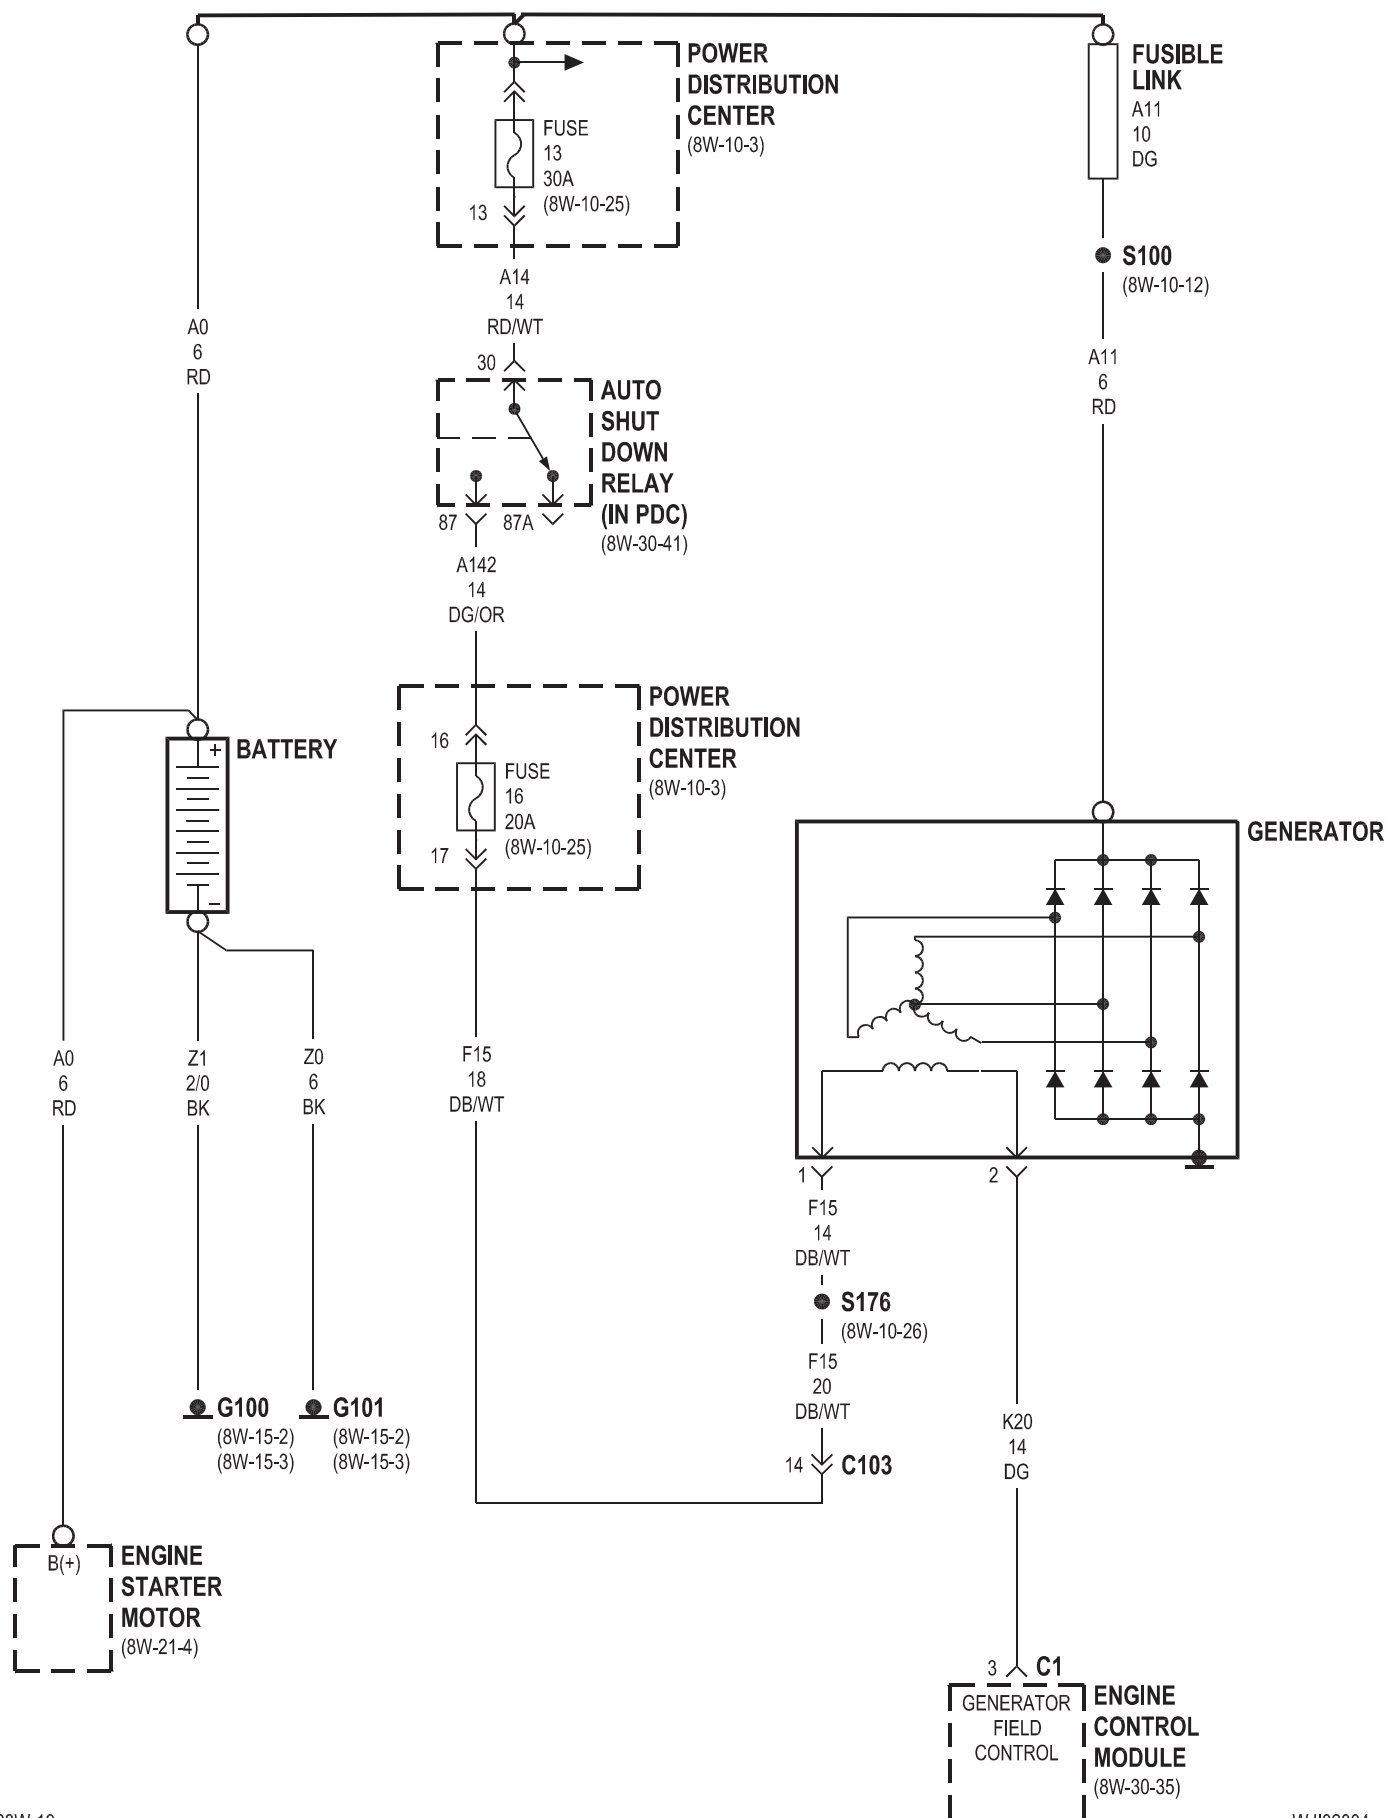 POWER
DISTRIBUTION
CENTER
(8W-10-3)
FUSE
13
30A
(8W-10-25)
13
FUSIBLE
LINK
A11
10
DG
S100
(8W-10-12)
A14
14
RD/WT
A0
6
RD
A11
6
RD
30
AUTO
SHUT
DOWN
RELAY
(IN PDC)
(8W-30-41)
87
87A
A142
14
DG/OR
POWER
DISTRIBUTION
CENTER
(8W-10-3)
16
FUSE
16
20A
(8W-10-25)
17
BATTERY
+
–
GENERATOR
A0
6
RD
Z1
2/0
BK
Z0
6
BK
F15
18
DB/WT
1
2
F15
14
DB/WT
S176
(8W-10-26)
F15
20
DB/WT
14
C103
K20
14
DG
G100
(8W-15-2)
(8W-15-3)
G101
(8W-15-2)
(8W-15-3)
B(+)
ENGINE
STARTER
MOTOR
(8W-21-4)
3
C1
GENERATOR
FIELD
CONTROL
ENGINE
CONTROL
MODULE
(8W-30-35)